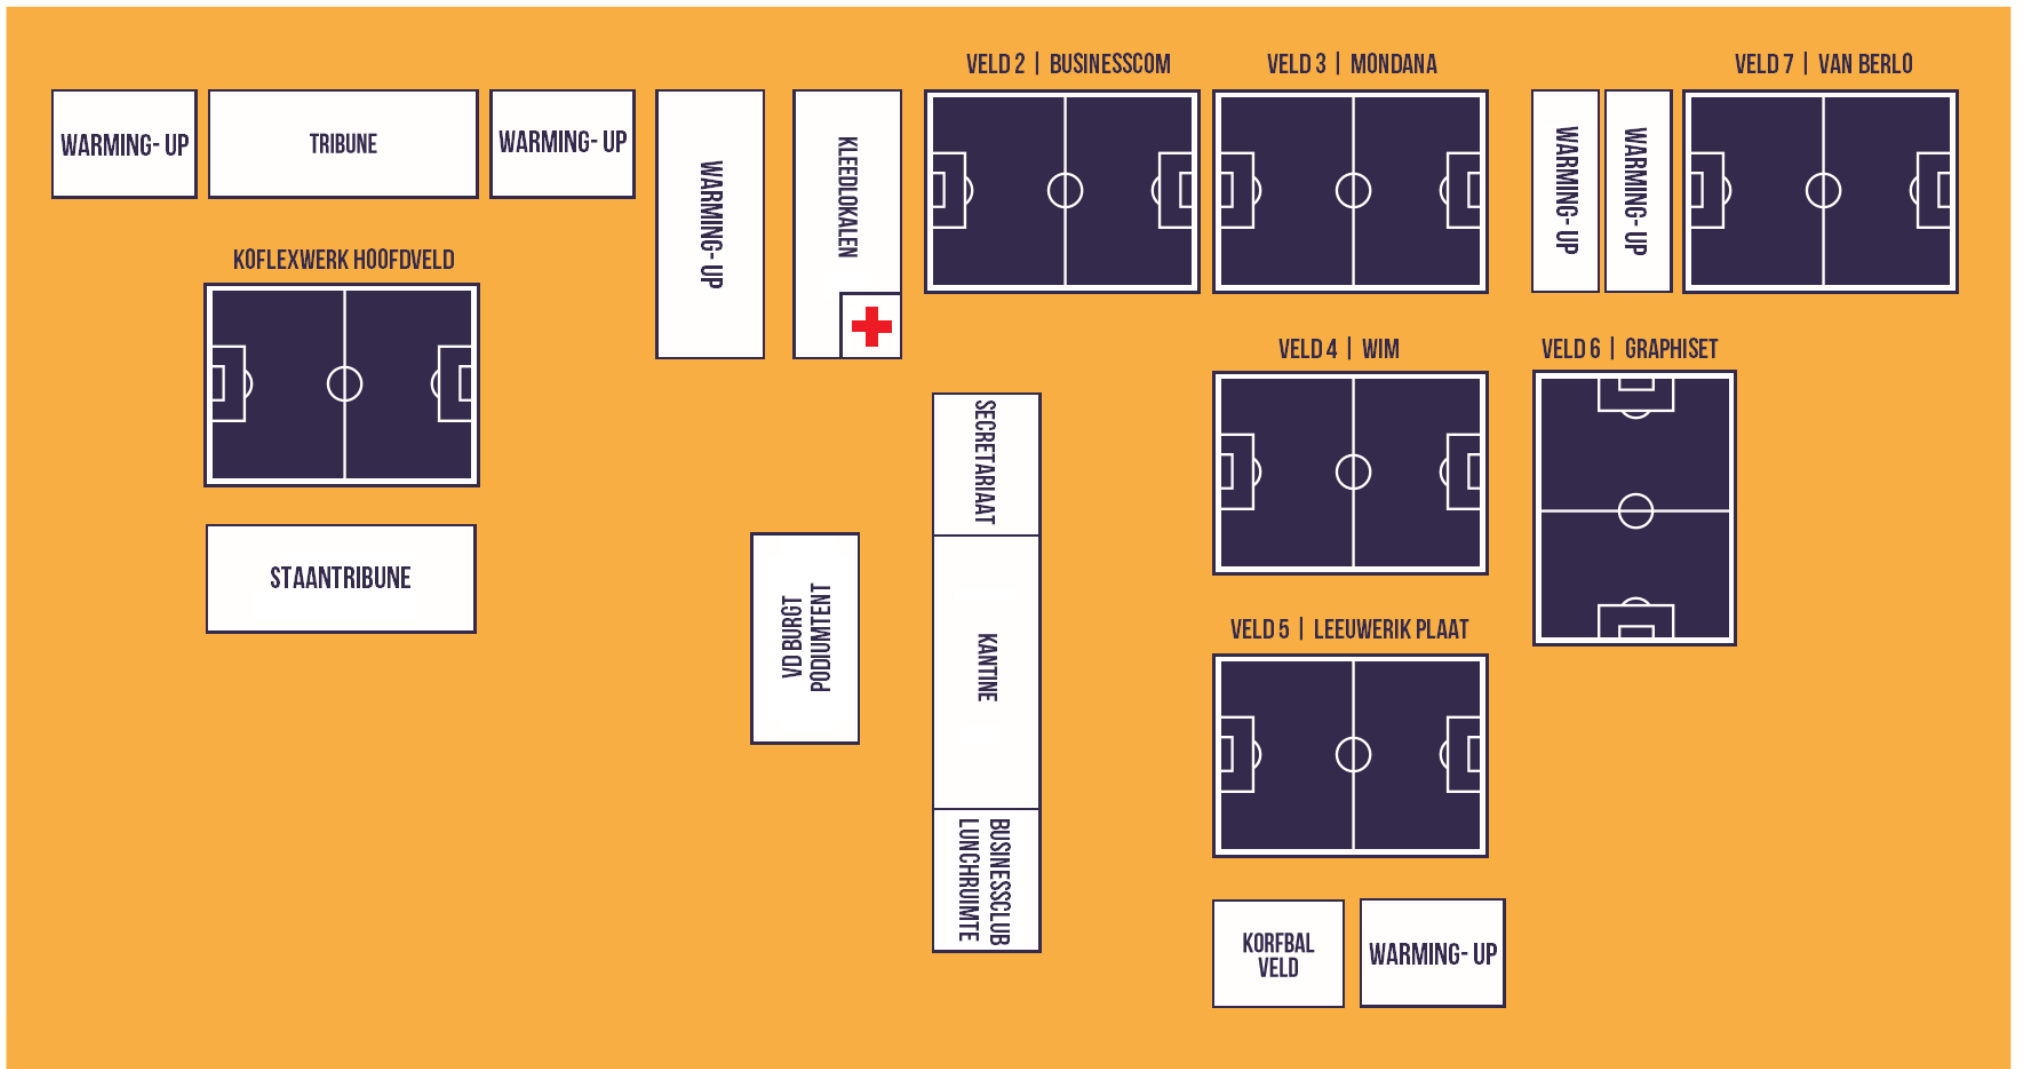 VELD 2 | BUSINESSCOM
VELD 3 | MONDANA
VELD 7 | VAN BERLO
WARMING- UP
TRIBUNE
WARMING- UP
WARMING- UP
KLEEDLOKALEN
WARMING- UP
WARMING- UP
KOFLEXWERK HOOFDVELD
VELD 4 | WIM
VELD 6 | GRAPHISET
SECRETARIAAT
STAANTRIBUNE
VD BURGT
PODIUMTENT
KANTINE
VELD 5 | LEEUWERIK PLAAT
BUSINESSCLUB
LUNCHRUIMTE
KORFBAL
VELD
WARMING- UP